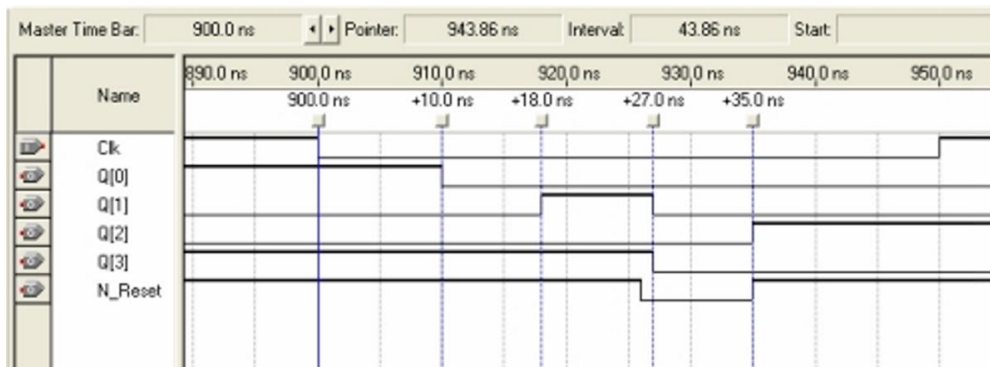 Master Time Bar: 900.0 ns Pointer: 943.86 ns Interval: 43.86 ns Start:
Name 890.0 ns 900.0 ns 910.0 ns 920.0 ns 930.0 ns 940.0 ns 950.0 ns
900.0 ns +10.0 ns +18.0 ns +27.0 ns +35.0 ns
Clk
Q[0]
Q[1]
Q[2]
Q[3]
N_Reset